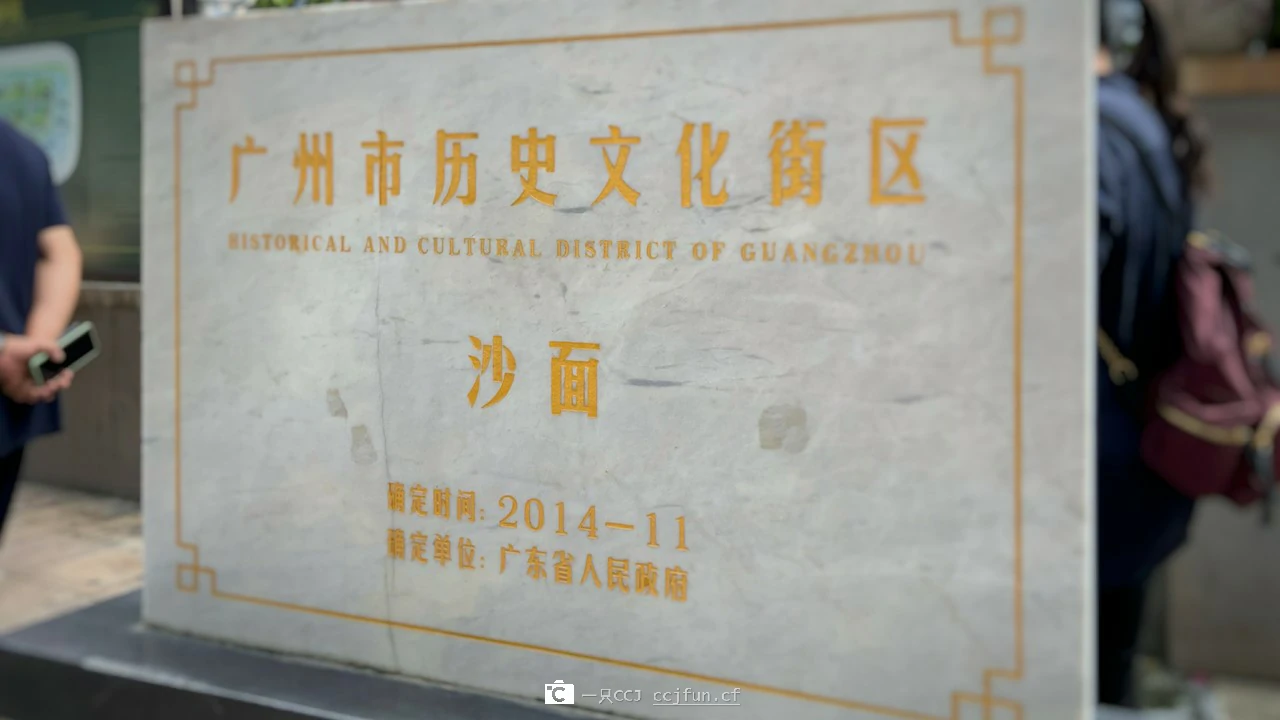 广州市历史文化街区
HISTORICAL AND CULTURAL DISTRICT OF GUANGZHOU
沙面
确定时间: 2014—11
确定单位: 广东省人民政府
一只CCJ ccjfun.cf